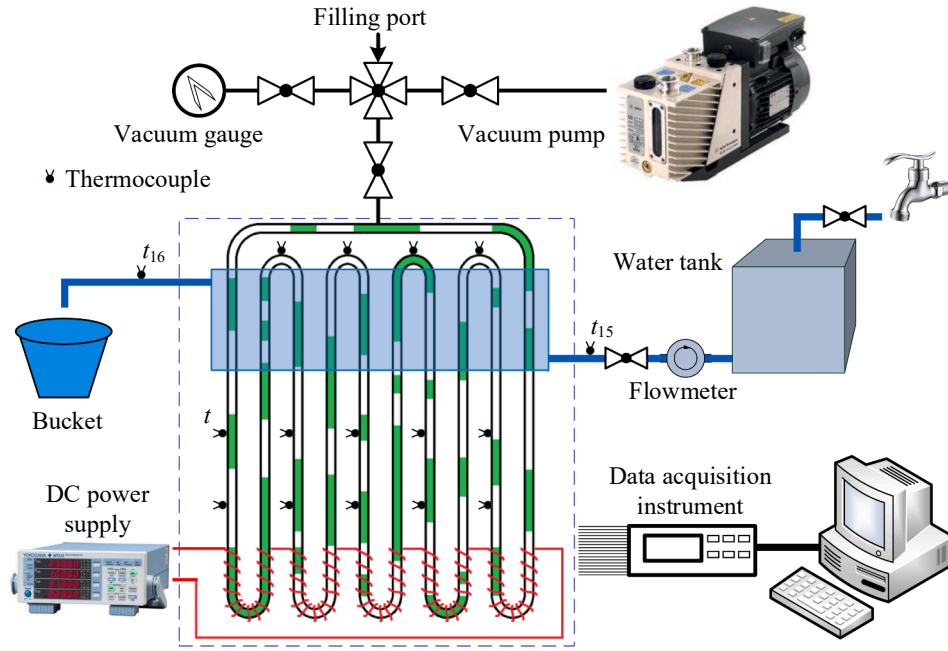 Filling port
Vacuum gauge
Vacuum pump
Thermocouple
t16
Water tank
t15
Flowmeter
Bucket
t
DC power
supply
Data acquisition
instrument
YOKOGAWA